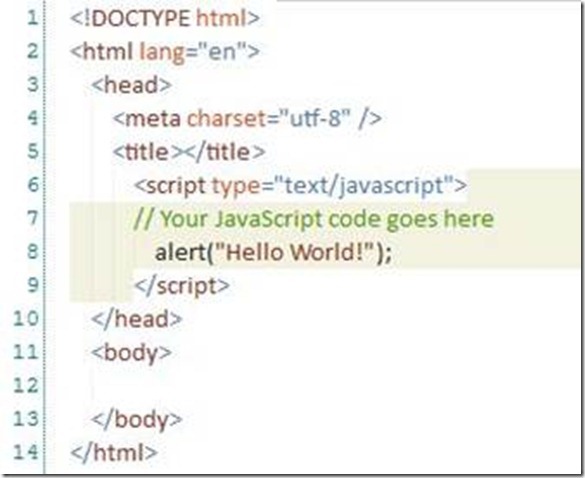 1 <!DOCTYPE html>
2 <html lang="en">
3 <head>
4 <meta charset="utf-8" />
5 <title></title>
6 <script type="text/javascript">
7 // Your JavaScript code goes here
8 alert("Hello World!");
9 </script>
10 </head>
11 <body>
12
13 </body>
14 </html>